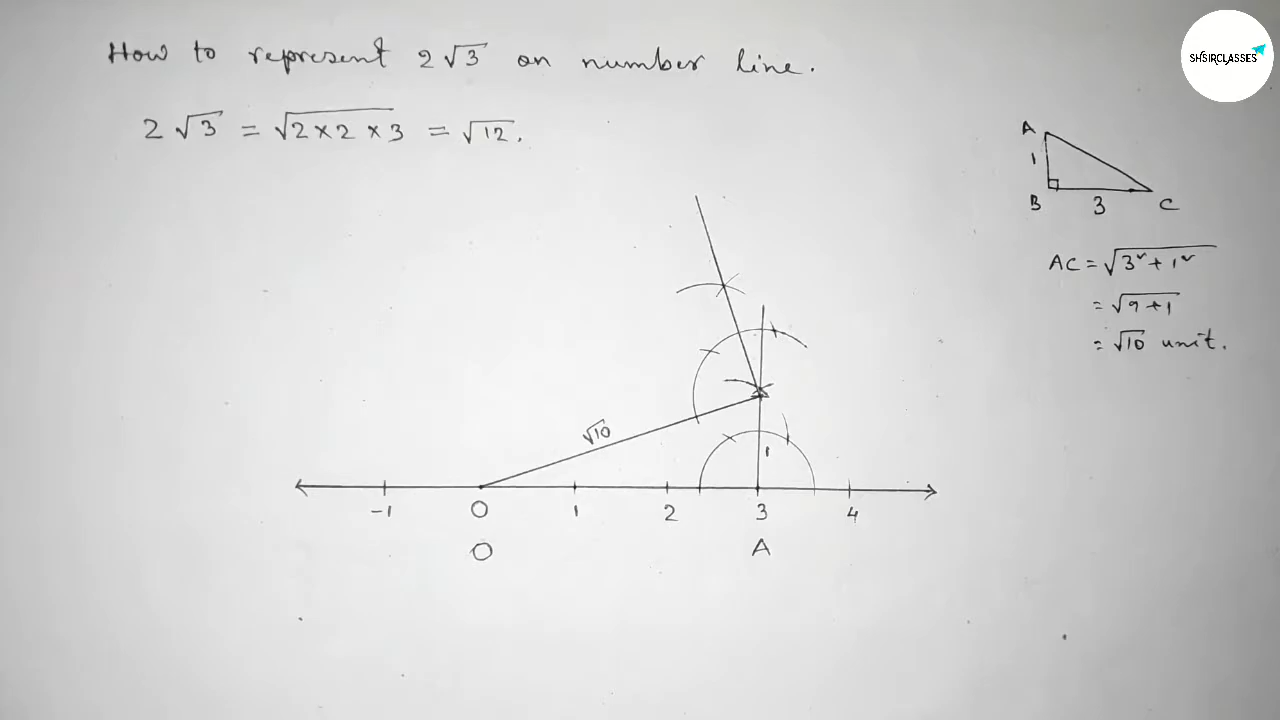 How to represent 2√3 on number line.
SHSIRCLASSES
2√3 = √2×2×3 = √12.
A
1
B 3 C
AC = √3²+1²
= √9+1
= √10 unit.
√10
1
-1 0 1 2 3 4
O A